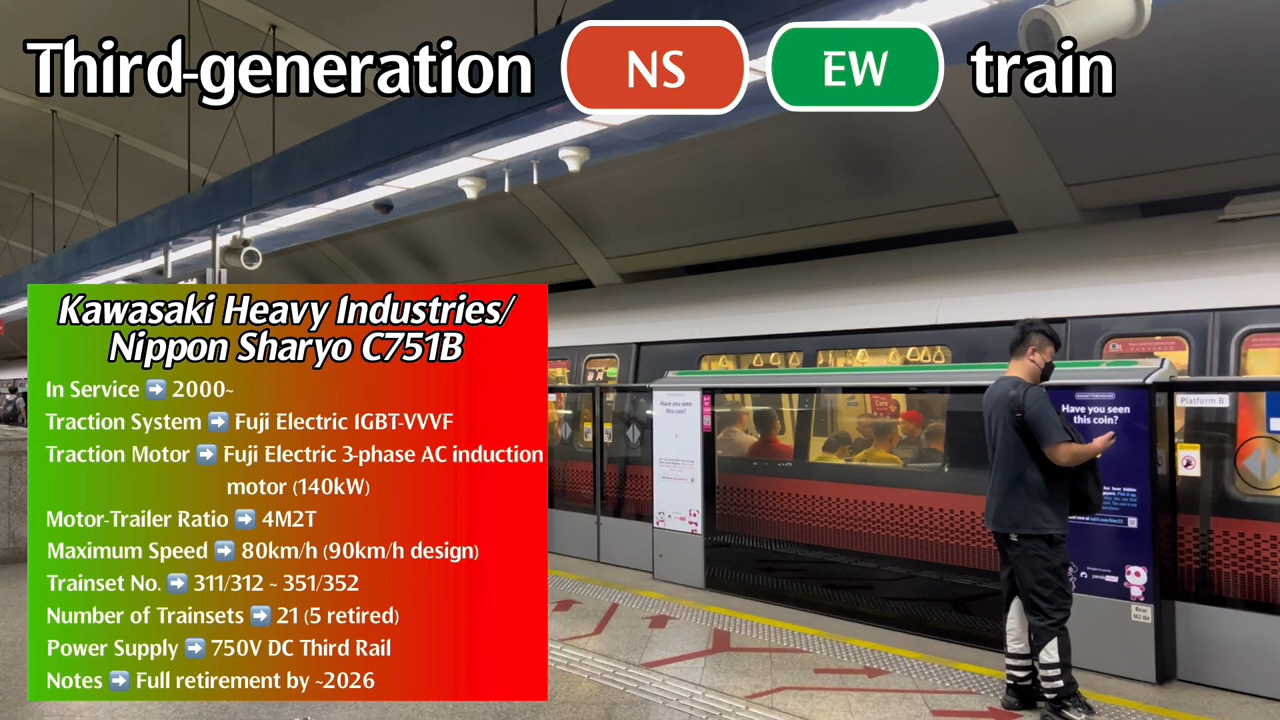 Third-generation NS EW train
Kawasaki Heavy Industries/
Nippon Sharyo C751B
In Service ➡ 2000~
Traction System ➡ Fuji Electric IGBT-VVVF
Traction Motor ➡ Fuji Electric 3-phase AC induction
motor (140kW)
Motor-Trailer Ratio ➡ 4M2T
Maximum Speed ➡ 80km/h (90km/h design)
Trainset No. ➡ 311/312 ~ 351/352
Number of Trainsets ➡ 21 (5 retired)
Power Supply ➡ 750V DC Third Rail
Notes ➡ Full retirement by ~2026
Have you seen
this coin?
Care
Have you seen
this coin?
Platform B